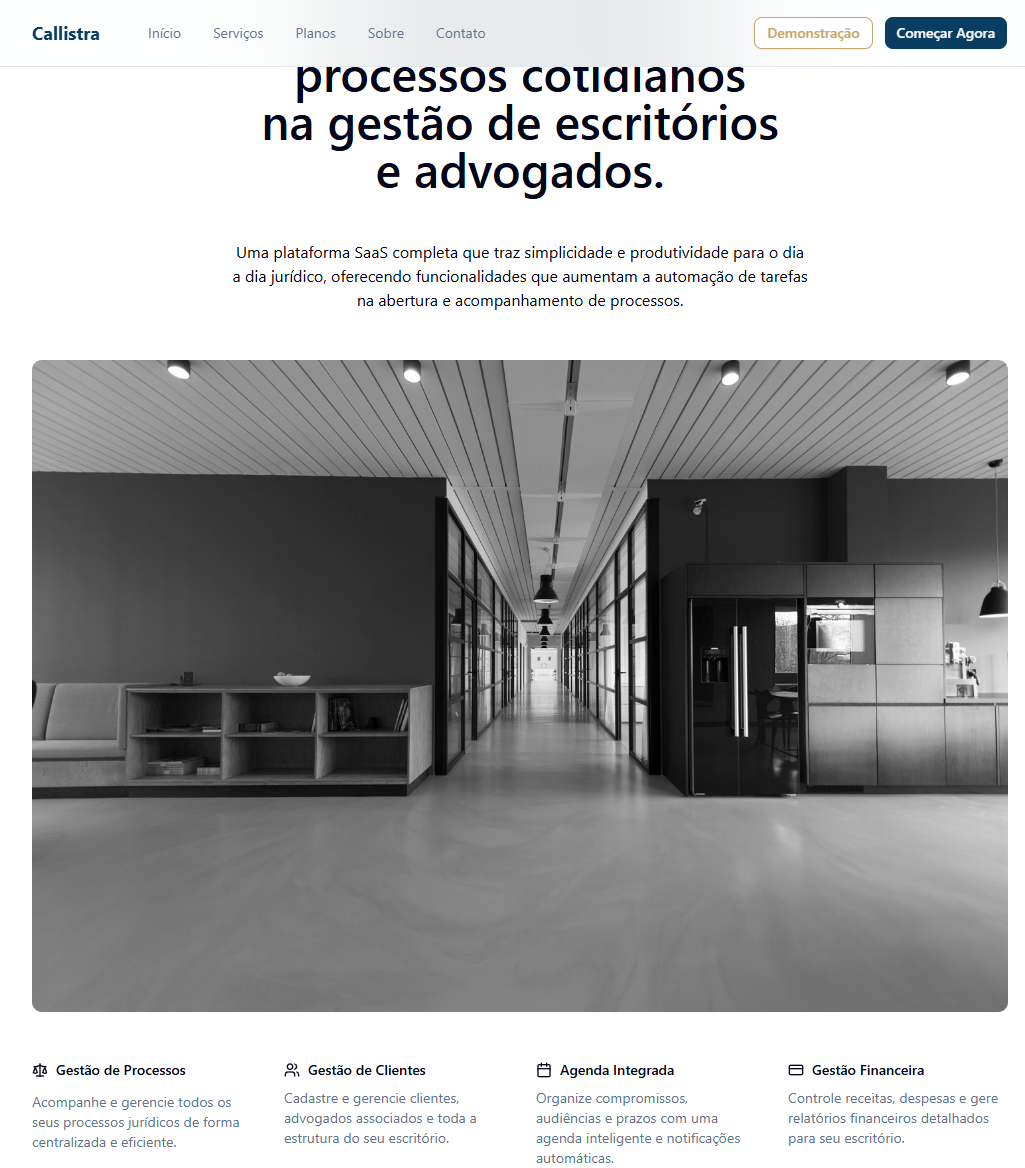 Callistra
Início
Serviços
Planos
Sobre
Contato
Demonstração
Começar Agora
processos cotidianos
na gestão de escritórios
e advogados.
Uma plataforma SaaS completa que traz simplicidade e produtividade para o dia
a dia jurídico, oferecendo funcionalidades que aumentam a automação de tarefas
na abertura e acompanhamento de processos.
Gestão de Processos
Acompanhe e gerencie todos os
seus processos jurídicos de forma
centralizada e eficiente.
Gestão de Clientes
Cadastre e gerencie clientes,
advogados associados e toda a
estrutura do seu escritório.
Agenda Integrada
Organize compromissos,
audiências e prazos com uma
agenda inteligente e notificações
automáticas.
Gestão Financeira
Controle receitas, despesas e gere
relatórios financeiros detalhados
para seu escritório.